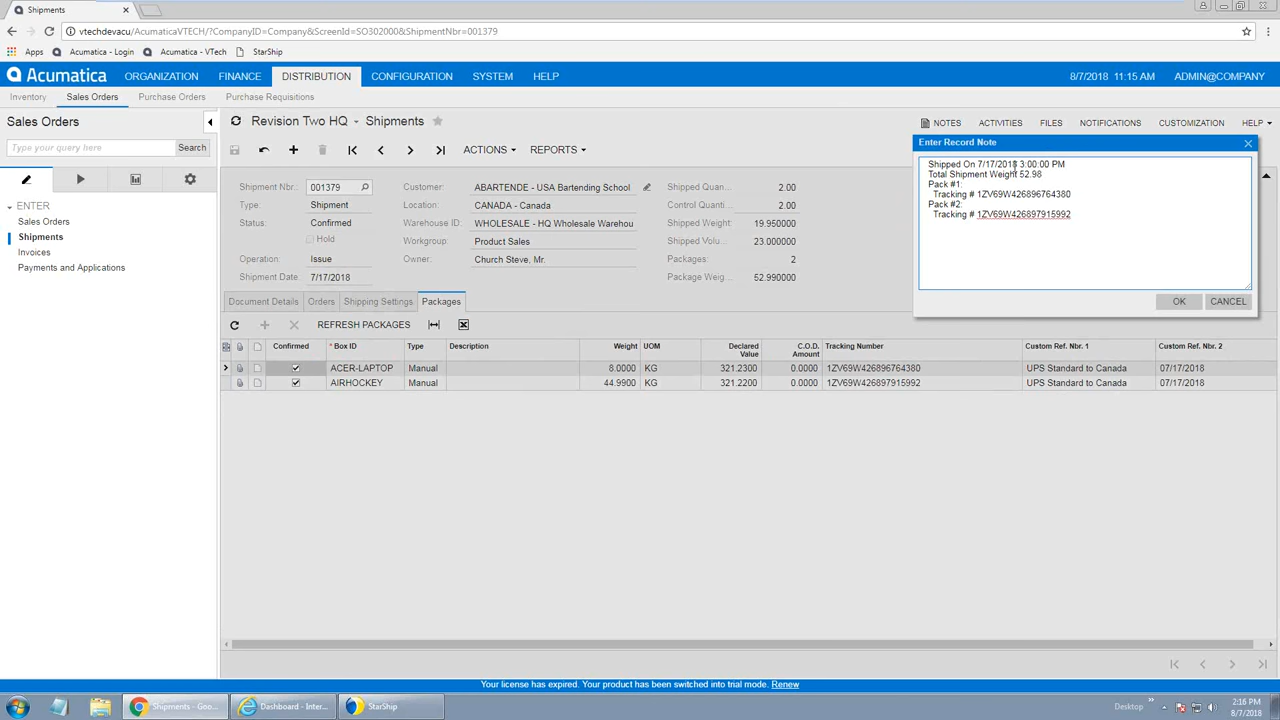 Shipments
vtechdevacu/AcumaticaVTECH/?CompanyID=Company&ScreenId=SO302000&ShipmentNbr=001379
Apps Acumatica - Login Acumatica - VTech StarShip
Acumatica ORGANIZATION FINANCE DISTRIBUTION CONFIGURATION SYSTEM HELP 8/7/2018 11:15 AM ADMIN@COMPANY
Inventory Sales Orders Purchase Orders Purchase Requisitions
Sales Orders
Type your query here Search
ENTER
Sales Orders
Shipments
Invoices
Payments and Applications
Revision Two HQ Shipments
NOTES ACTIVITIES FILES NOTIFICATIONS CUSTOMIZATION HELP
ACTIONS REPORTS
Shipment Nbr.: 001379 Customer: ABARTENDE - USA Bartending School Shipped Quan... 2.00
Type: Shipment Location: CANADA - Canada Control Quanti... 2.00
Status: Confirmed Warehouse ID: WHOLESALE - HQ Wholesale Warehou Shipped Weight: 19.950000
Hold Workgroup: Product Sales Shipped Volu... 23.000000
Operation: Issue Owner: Church Steve, Mr. Packages: 2
Shipment Date: 7/17/2018 Package Weig... 52.990000
Enter Record Note
Shipped On 7/17/2018 3:00:00 PM
Total Shipment Weight 52.98
Pack #1:
Tracking # 1ZV69W426896764380
Pack #2:
Tracking # 1ZV69W426897915992
OK CANCEL
Document Details Orders Shipping Settings Packages
REFRESH PACKAGES
Confirmed * Box ID Type Description Weight UOM Declared Value C.O.D. Amount Tracking Number Custom Ref. Nbr. 1 Custom Ref. Nbr. 2
ACER-LAPTOP Manual 8.0000 KG 321.2300 0.0000 1ZV69W426896764380 UPS Standard to Canada 07/17/2018
AIRHOCKEY Manual 44.9900 KG 321.2200 0.0000 1ZV69W426897915992 UPS Standard to Canada 07/17/2018
Your license has expired. Your product has been switched into trial mode. Renew
Shipments - Goo... Dashboard - Inter... StarShip Desktop 2:16 PM
8/7/2018